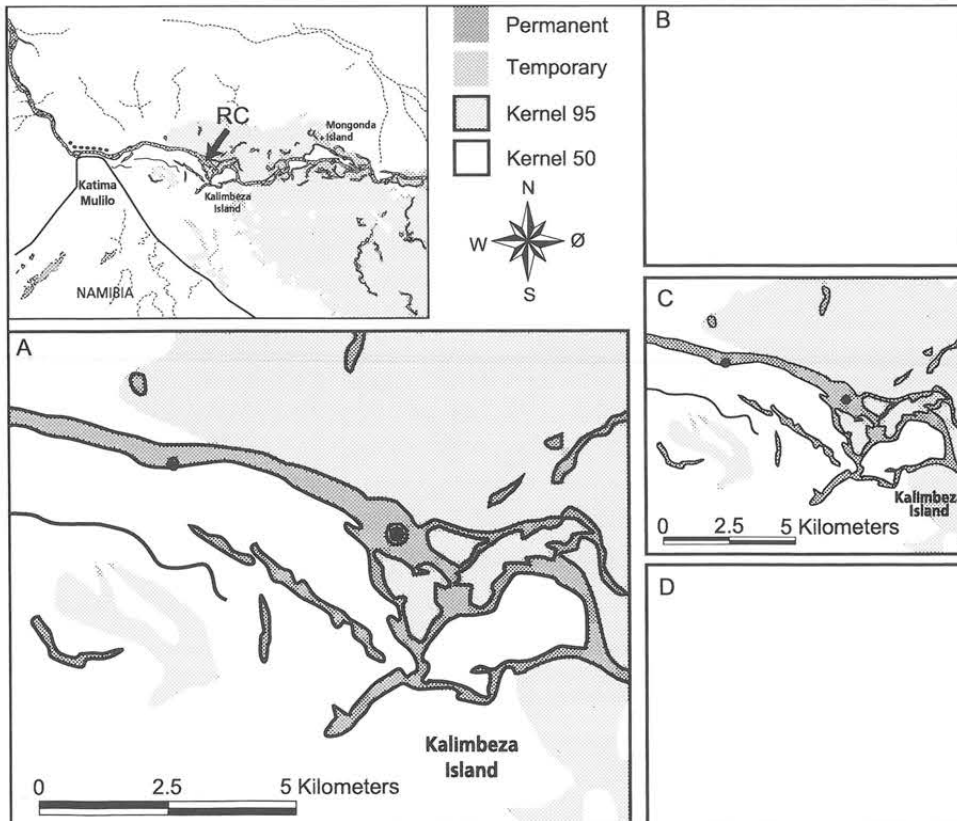 RC
Mongonda
Island
Katima
Mulilo
Kalimbeza
Island
NAMIBIA
Permanent
Temporary
Kernel 95
Kernel 50
N
W
Ø
S
A
Kalimbeza
Island
0 2.5 5 Kilometers
B
C
Kalimbeza
Island
0 2.5 5 Kilometers
D